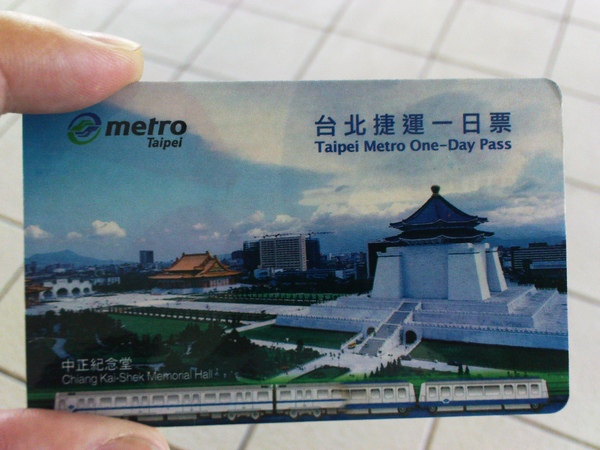 metro
Taipei
台北捷運一日票
Taipei Metro One-Day Pass
中正紀念堂
Chiang Kai-Shek Memorial Hall